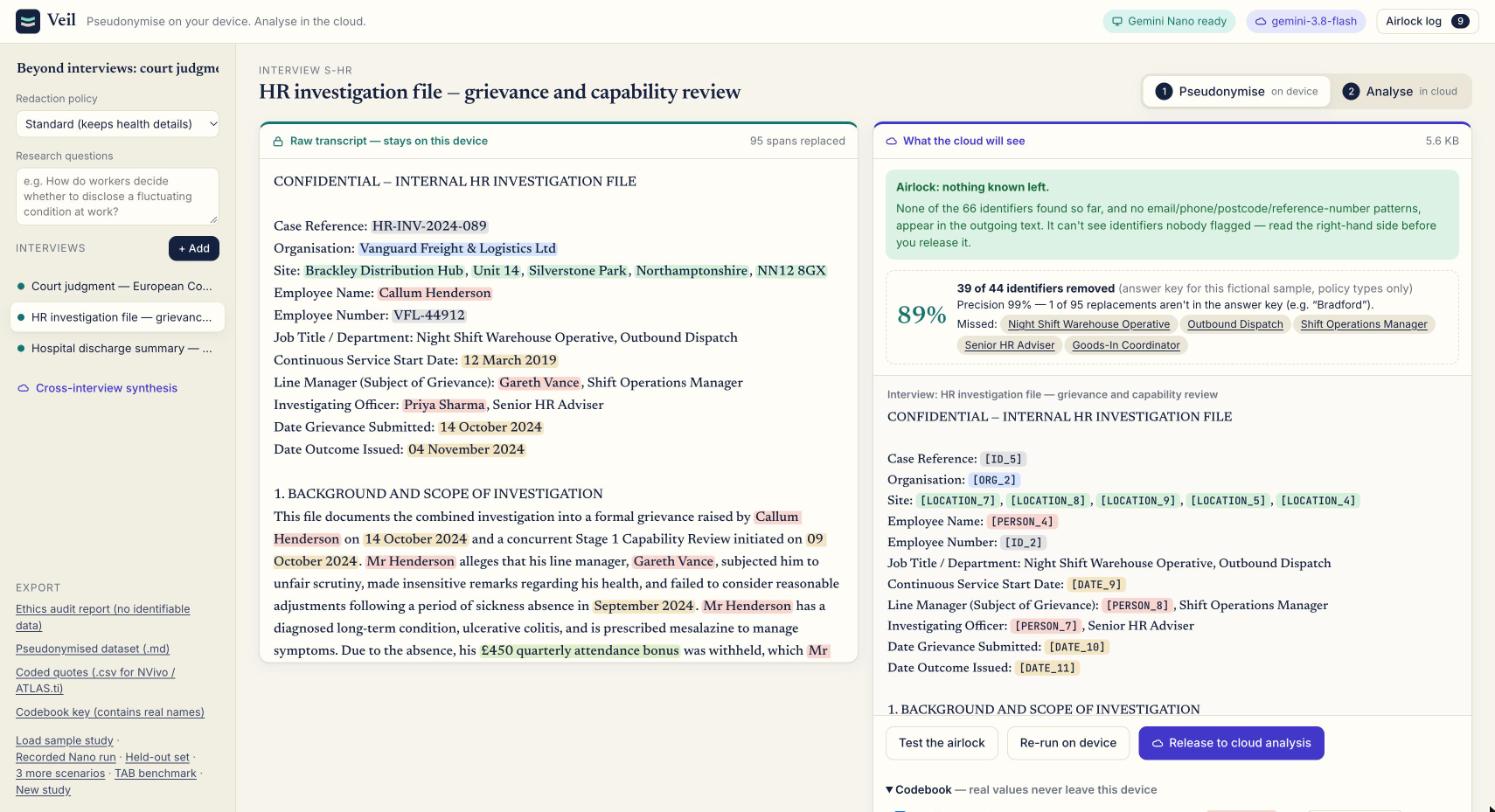 Veil Pseudonymise on your device. Analyse in the cloud.
Gemini Nano ready
gemini-3.8-flash
Airlock log 9
Beyond interviews: court judgme
Redaction policy
Standard (keeps health details)
Research questions
e.g. How do workers decide
whether to disclose a fluctuating
condition at work?
INTERVIEWS
+ Add
Court judgment — European Co...
HR investigation file — grievanc...
Hospital discharge summary — ...
Cross-interview synthesis
EXPORT
Ethics audit report (no identifiable
data)
Pseudonymised dataset (.md)
Coded quotes (.csv for NVivo /
ATLAS.ti)
Codebook key (contains real names)
Load sample study ·
Recorded Nano run · Held-out set ·
3 more scenarios · TAB benchmark ·
New study
INTERVIEW S-HR
HR investigation file — grievance and capability review
1 Pseudonymise on device
2 Analyse in cloud
Raw transcript — stays on this device
95 spans replaced
CONFIDENTIAL — INTERNAL HR INVESTIGATION FILE
Case Reference: HR-INV-2024-089
Organisation: Vanguard Freight & Logistics Ltd
Site: Brackley Distribution Hub, Unit 14, Silverstone Park, Northamptonshire, NN12 8GX
Employee Name: Callum Henderson
Employee Number: VFL-44912
Job Title / Department: Night Shift Warehouse Operative, Outbound Dispatch
Continuous Service Start Date: 12 March 2019
Line Manager (Subject of Grievance): Gareth Vance, Shift Operations Manager
Investigating Officer: Priya Sharma, Senior HR Adviser
Date Grievance Submitted: 14 October 2024
Date Outcome Issued: 04 November 2024
1. BACKGROUND AND SCOPE OF INVESTIGATION
This file documents the combined investigation into a formal grievance raised by Callum
Henderson on 14 October 2024 and a concurrent Stage 1 Capability Review initiated on 09
October 2024. Mr Henderson alleges that his line manager, Gareth Vance, subjected him to
unfair scrutiny, made insensitive remarks regarding his health, and failed to consider reasonable
adjustments following a period of sickness absence in September 2024. Mr Henderson has a
diagnosed long-term condition, ulcerative colitis, and is prescribed mesalazine to manage
symptoms. Due to the absence, his £450 quarterly attendance bonus was withheld, which Mr
What the cloud will see
5.6 KB
Airlock: nothing known left.
None of the 66 identifiers found so far, and no email/phone/postcode/reference-number patterns,
appear in the outgoing text. It can't see identifiers nobody flagged — read the right-hand side before
you release it.
89%
39 of 44 identifiers removed (answer key for this fictional sample, policy types only)
Precision 99% — 1 of 95 replacements aren't in the answer key (e.g. “Bradford”).
Missed: Night Shift Warehouse Operative Outbound Dispatch Shift Operations Manager
Senior HR Adviser Goods-In Coordinator
Interview: HR investigation file — grievance and capability review
CONFIDENTIAL — INTERNAL HR INVESTIGATION FILE
Case Reference: [ID_5]
Organisation: [ORG_2]
Site: [LOCATION_7], [LOCATION_8], [LOCATION_9], [LOCATION_5], [LOCATION_4]
Employee Name: [PERSON_4]
Employee Number: [ID_2]
Job Title / Department: Night Shift Warehouse Operative, Outbound Dispatch
Continuous Service Start Date: [DATE_9]
Line Manager (Subject of Grievance): [PERSON_8], Shift Operations Manager
Investigating Officer: [PERSON_7], Senior HR Adviser
Date Grievance Submitted: [DATE_10]
Date Outcome Issued: [DATE_11]
1. BACKGROUND AND SCOPE OF INVESTIGATION
Test the airlock
Re-run on device
Release to cloud analysis
Codebook — real values never leave this device